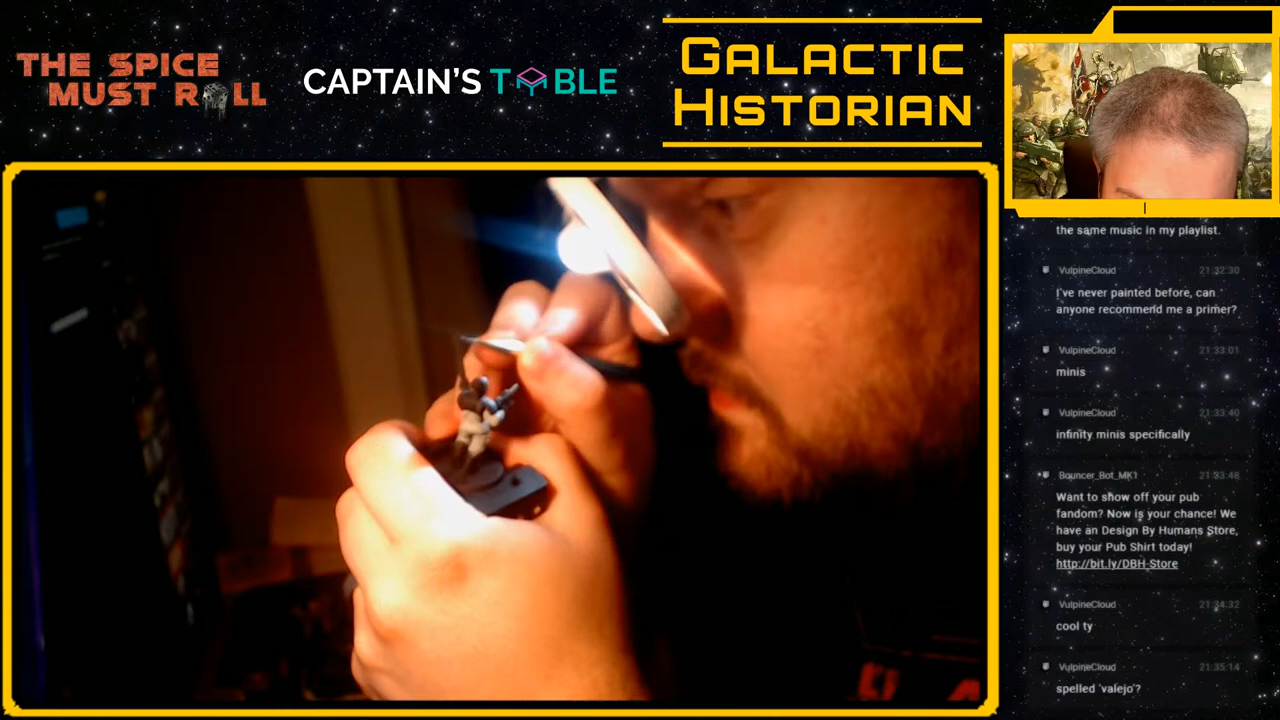 THE SPICE
MUST ROLL
CAPTAIN'S TABLE
GALACTIC
HISTORIAN
the same music in my playlist.
VulpineCloud 21:32:30
I've never painted before, can
anyone recommend me a primer?
VulpineCloud 21:33:01
minis
VulpineCloud 21:33:40
infinity minis specifically
Bouncer_Bot_MK1 21:33:48
Want to show off your pub
fandom? Now is your chance! We
have an Design By Humans Store,
buy your Pub Shirt today!
http://bit.ly/DBH-Store
VulpineCloud 21:34:32
cool ty
VulpineCloud 21:35:14
spelled 'valejo'?